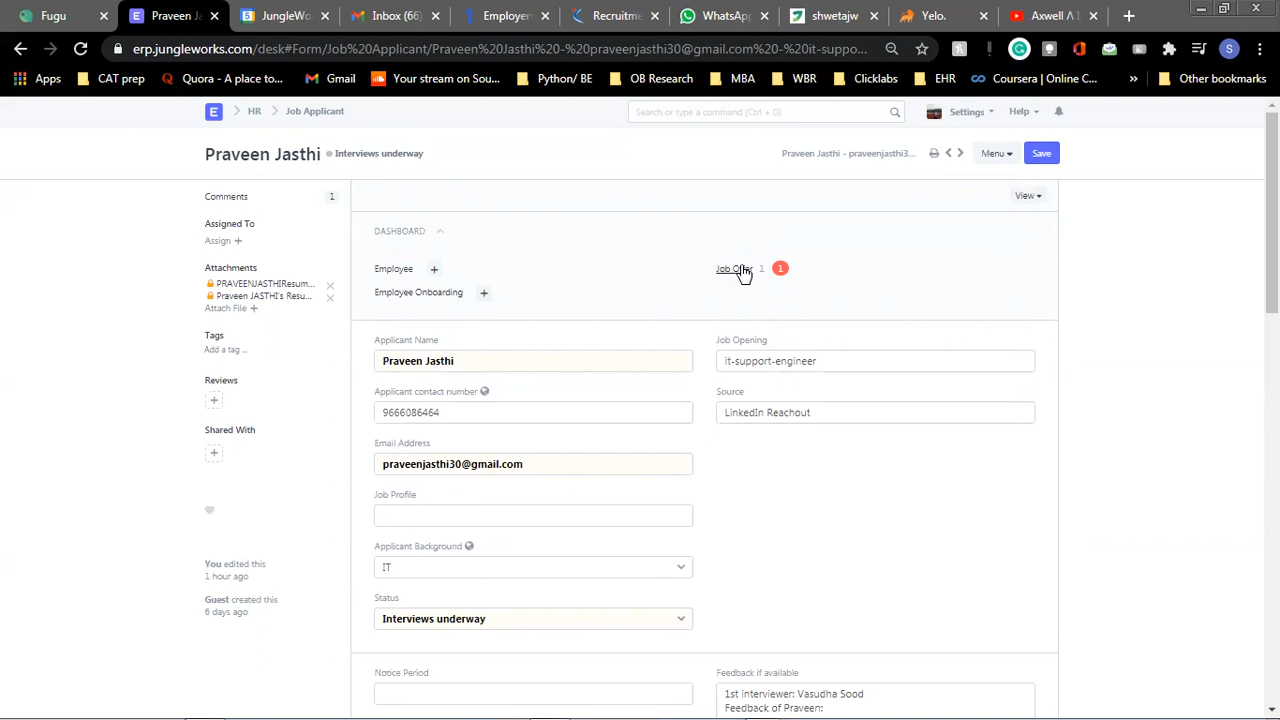 Fugu
Praveen Ja
JungleWo
Inbox (66)
Employer
Recruitme
WhatsAp
shwetajw
Yelo.
Axwell Λ I
erp.jungleworks.com/desk#Form/Job%20Applicant/Praveen%20Jasthi%20-%20praveenjasthi30@gmail.com%20-%20it-suppo...
S
Apps
CAT prep
Quora - A place to...
Gmail
Your stream on Sou...
Python/ BE
OB Research
MBA
WBR
Clicklabs
EHR
Coursera | Online C...
»
Other bookmarks
E
HR
Job Applicant
Search or type a command (Ctrl + G)
Settings
Help
Praveen Jasthi
Interviews underway
Praveen Jasthi - praveenjasthi3...
Menu
Save
Comments
1
Assigned To
Assign +
Attachments
PRAVEENJASTHIResum...
Praveen JASTHI's Resu...
Attach File +
Tags
Add a tag ...
Reviews
+
Shared With
+
You edited this
1 hour ago
Guest created this
6 days ago
View
DASHBOARD
Employee +
Job Offer 1 1
Employee Onboarding +
Applicant Name
Praveen Jasthi
Job Opening
it-support-engineer
Applicant contact number
9666086464
Source
LinkedIn Reachout
Email Address
praveenjasthi30@gmail.com
Job Profile
Applicant Background
IT
Status
Interviews underway
Notice Period
Feedback if available
1st interviewer: Vasudha Sood
Feedback of Praveen: